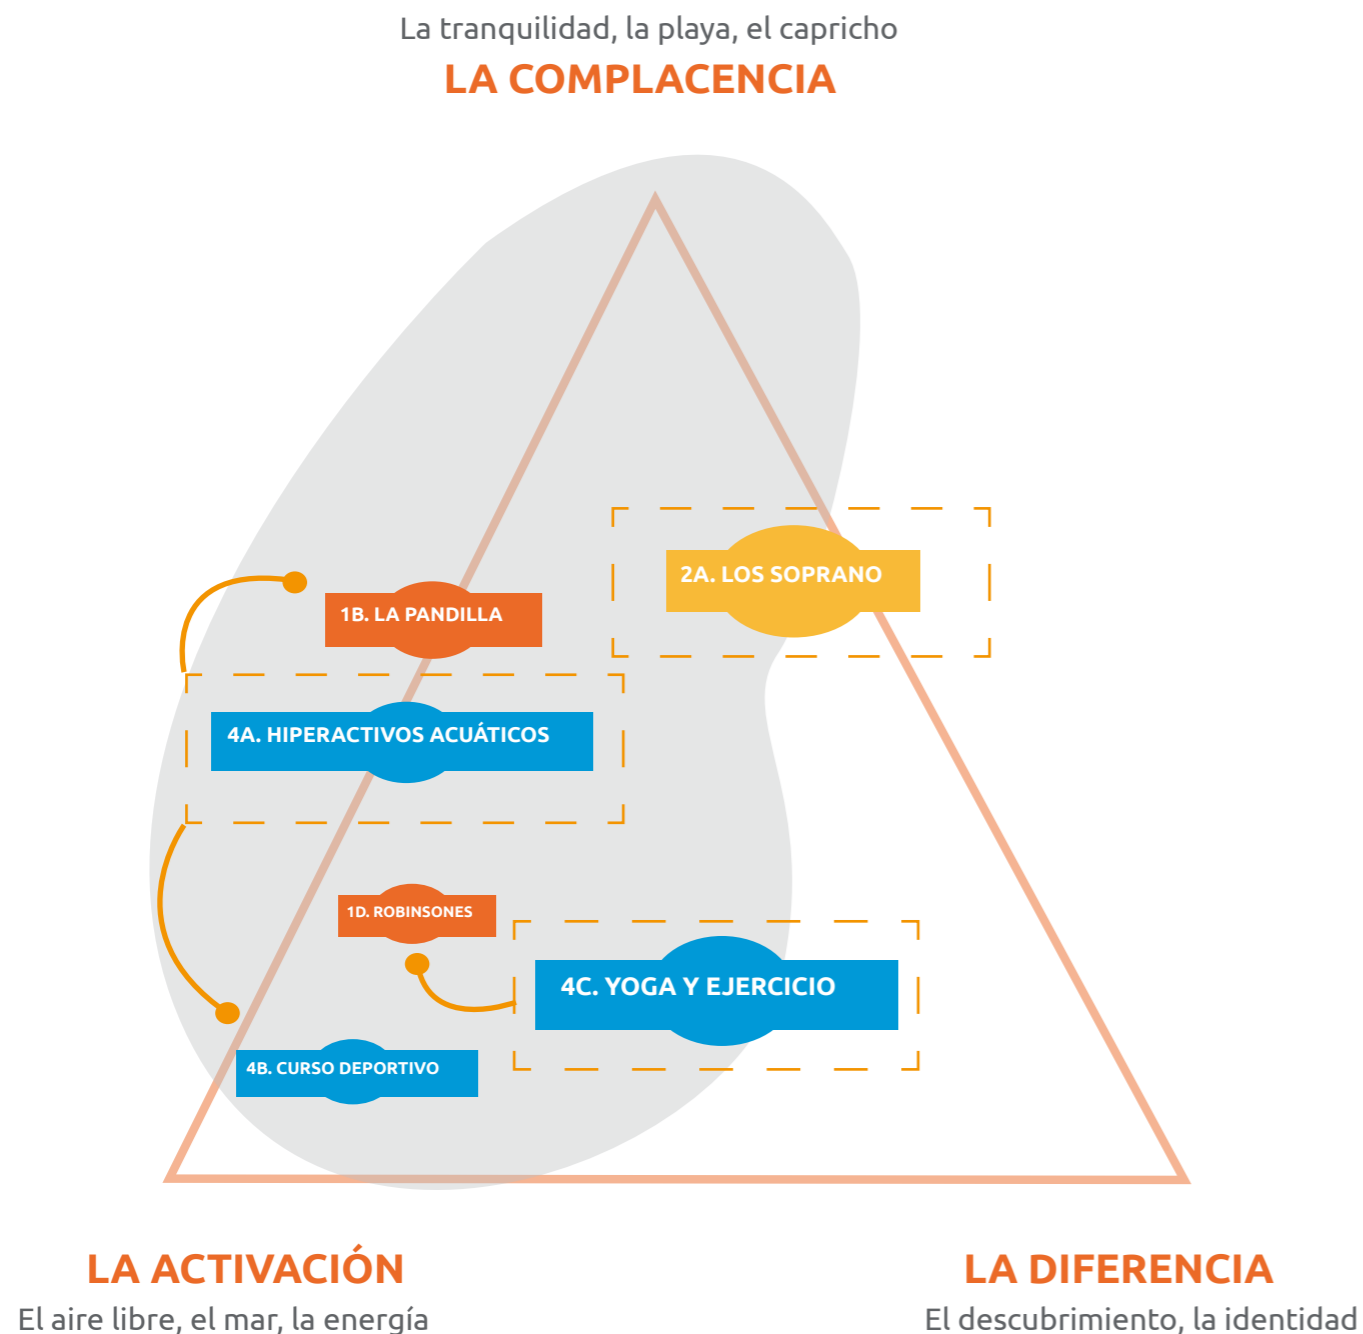 La tranquilidad, la playa, el capricho
LA COMPLACENCIA
2A. LOS SOPRANO
1B. LA PANDILLA
4A. HIPERACTIVOS ACUÁTICOS
1D. ROBINSONES
4C. YOGA Y EJERCICIO
4B. CURSO DEPORTIVO
LA ACTIVACIÓN
El aire libre, el mar, la energía
LA DIFERENCIA
El descubrimiento, la identidad